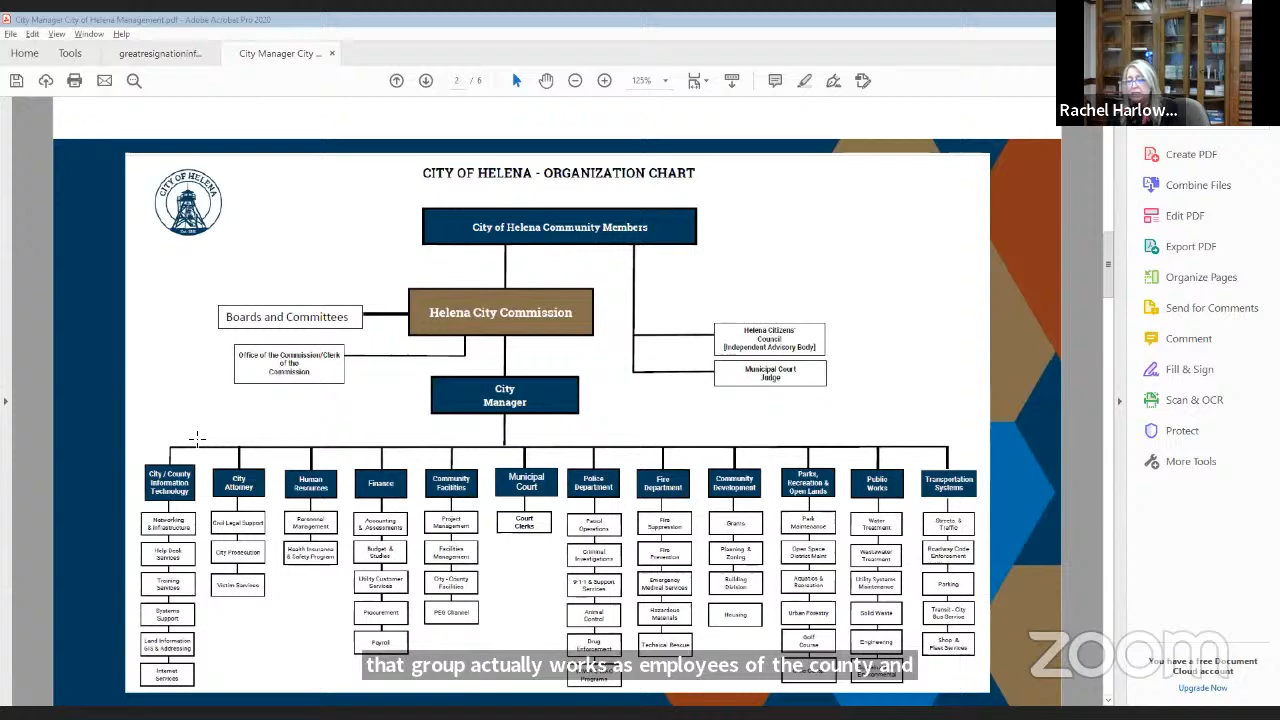 City Manager City of Helena Management.pdf - Adobe Acrobat Pro 2020
File Edit View Window Help
Home Tools greatresignationinf... City Manager City ... ×
2 6 125%
Rachel Harlow...
Create PDF
Combine Files
Edit PDF
Export PDF
Organize Pages
Send for Comments
Comment
Fill & Sign
Scan & OCR
Protect
More Tools
You have a free Document
Cloud account
Upgrade Now
CITY OF HELENA
CITY OF HELENA - ORGANIZATION CHART
City of Helena Community Members
Helena City Commission
Boards and Committees
Office of the Commission/Clerk
of the
Commission
Helena Citizens'
Council
[Independent Advisory Body]
Municipal Court
Judge
City
Manager
City / County
Information
Technology
Networking
& Infrastructure
Help Desk
Services
Training
Services
Systems
Support
Land Information
GIS & Addressing
Internet
Services
City
Attorney
Civil Legal Support
City Prosecution
Victim Services
Human
Resources
Personnel
Management
Health Insurance
& Safety Program
Finance
Accounting
& Assessments
Budget &
Studies
Utility Customer
Services
Procurement
Payroll
Community
Facilities
Project
Management
Facilities
Management
City - County
Facilities
PEG Channel
Municipal
Court
Court
Clerks
Police
Department
Patrol
Operations
Criminal
Investigations
9-1-1 & Support
Services
Animal
Control
Drug
Enforcement
Programs
Fire
Department
Fire
Suppression
Fire
Prevention
Emergency
Medical Services
Hazardous
Materials
Technical Rescue
Community
Development
Grants
Planning &
Zoning
Building
Division
Housing
Parks,
Recreation &
Open Lands
Park
Maintenance
Open Space
District Maint
Aquatics &
Recreation
Urban Forestry
Golf
Course
Public
Works
Water
Treatment
Wastewater
Treatment
Utility Systems
Maintenance
Solid Waste
Engineering
Environmental
Transportation
Systems
Streets &
Traffic
Roadway Code
Enforcement
Parking
Transit - City
Bus Service
Shop &
Fleet Services
that group actually works as employees of the county and
zoom